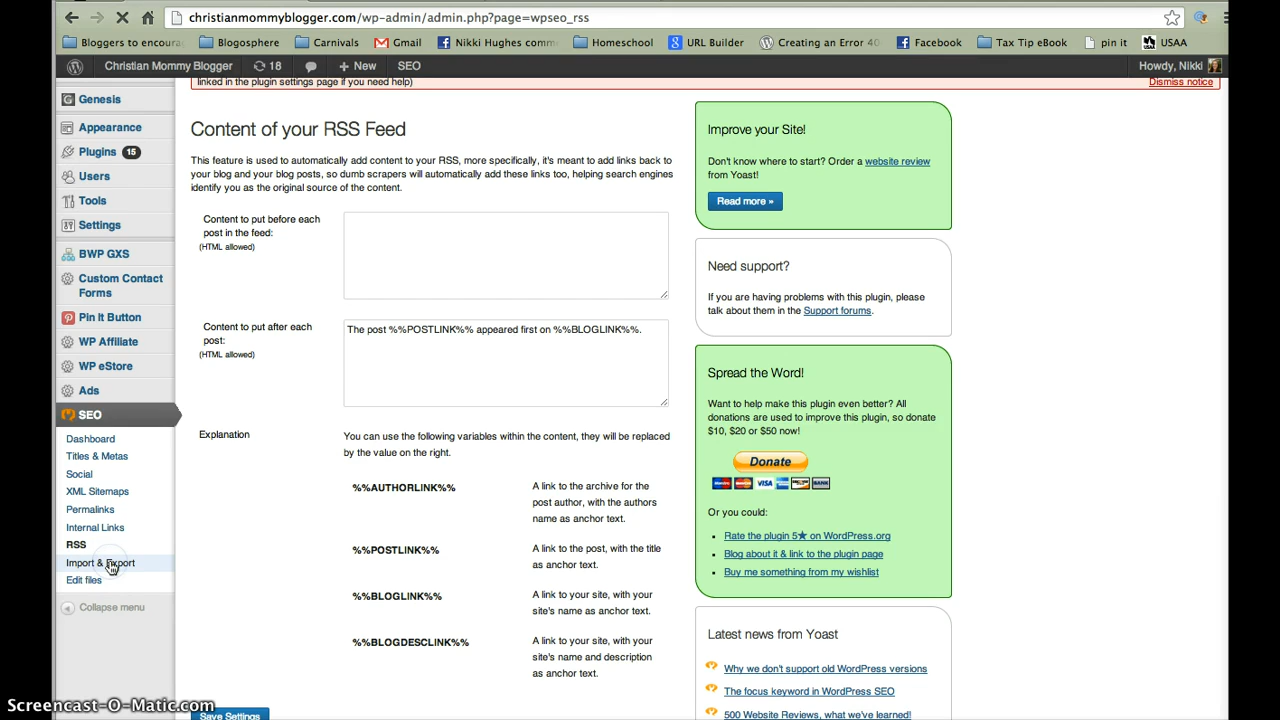 christianmommyblogger.com/wp-admin/admin.php?page=wpseo_rss
Bloggers to encoura Blogosphere Carnivals Gmail Nikki Hughes comm Homeschool URL Builder Creating an Error 40 Facebook Tax Tip eBook pin it USAA
Christian Mommy Blogger 18 + New SEO Howdy, Nikki
linked in the plugin settings page if you need help) Dismiss notice
Genesis
Appearance
Plugins 15
Users
Tools
Settings
BWP GXS
Custom Contact
Forms
Pin It Button
WP Affiliate
WP eStore
Ads
SEO
Dashboard
Titles & Metas
Social
XML Sitemaps
Permalinks
Internal Links
RSS
Import & Export
Edit files
Collapse menu
Content of your RSS Feed
This feature is used to automatically add content to your RSS, more specifically, it's meant to add links back to
your blog and your blog posts, so dumb scrapers will automatically add these links too, helping search engines
identify you as the original source of the content.
Content to put before each
post in the feed:
(HTML allowed)
Content to put after each
post:
(HTML allowed)
The post %%POSTLINK%% appeared first on %%BLOGLINK%%.
Explanation
You can use the following variables within the content, they will be replaced
by the value on the right.
%%AUTHORLINK%% A link to the archive for the
post author, with the authors
name as anchor text.
%%POSTLINK%% A link to the post, with the title
as anchor text.
%%BLOGLINK%% A link to your site, with your
site's name as anchor text.
%%BLOGDESCLINK%% A link to your site, with your
site's name and description
as anchor text.
Save Settings
Improve your Site!
Don't know where to start? Order a website review
from Yoast!
Read more »
Need support?
If you are having problems with this plugin, please
talk about them in the Support forums.
Spread the Word!
Want to help make this plugin even better? All
donations are used to improve this plugin, so donate
$10, $20 or $50 now!
Donate
Or you could:
Rate the plugin 5★ on WordPress.org
Blog about it & link to the plugin page
Buy me something from my wishlist
Latest news from Yoast
Why we don't support old WordPress versions
The focus keyword in WordPress SEO
500 Website Reviews, what we've learned!
Screencast-O-Matic.com